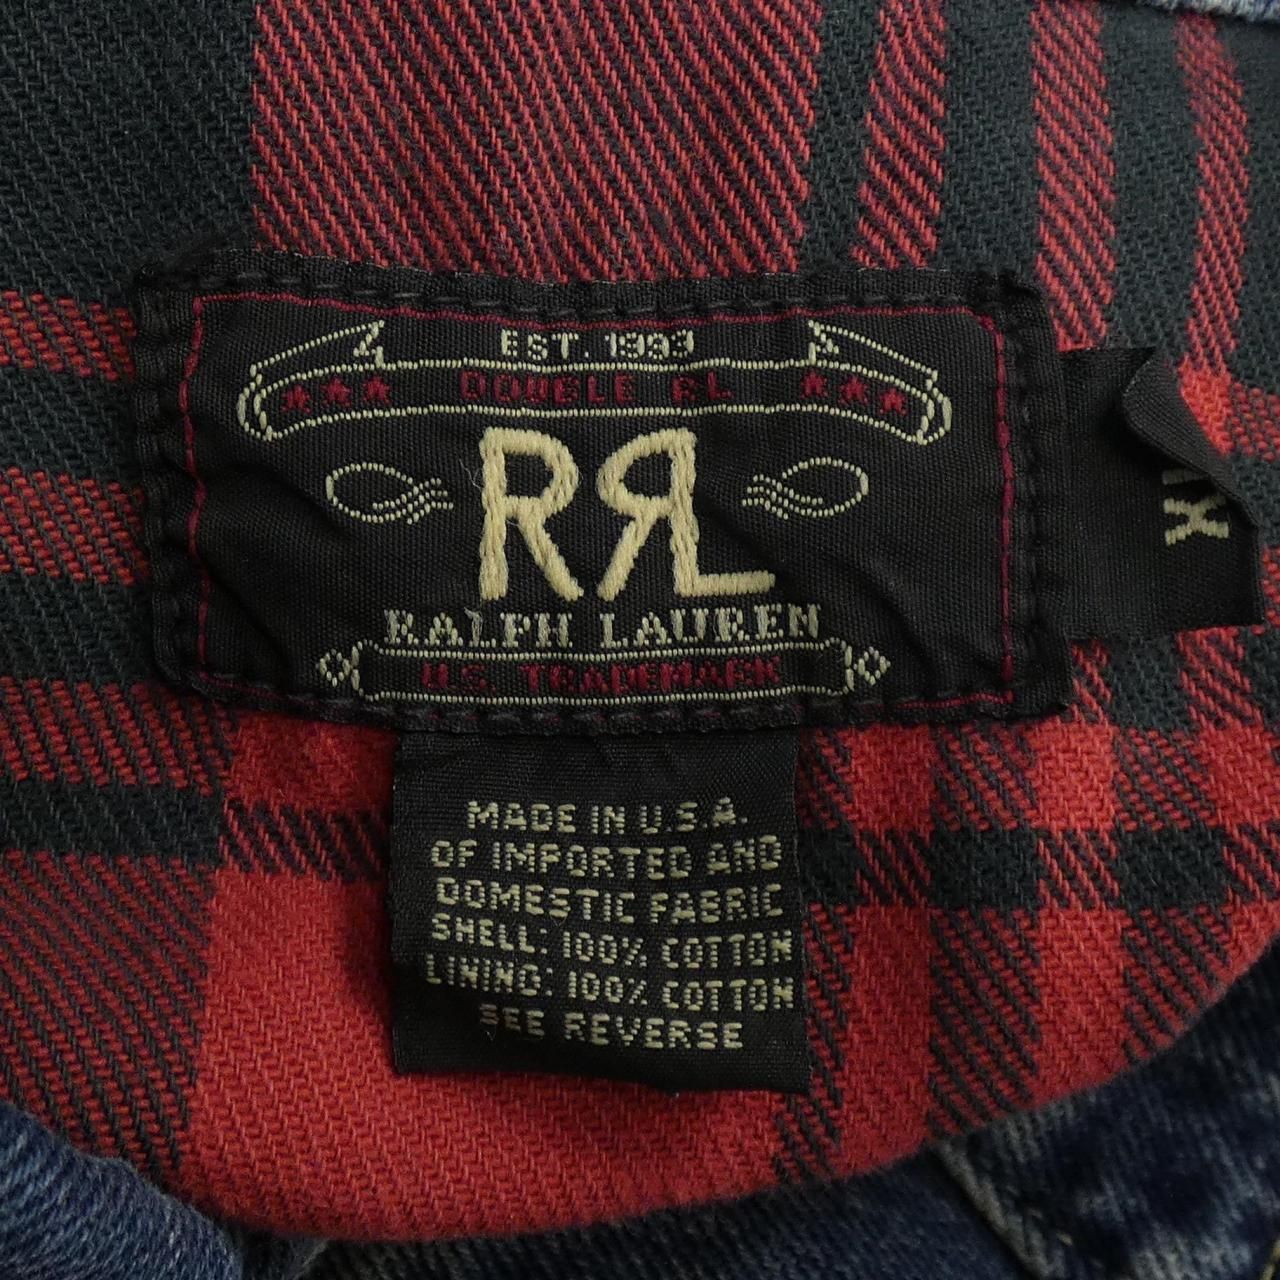 EST. 1993
DOUBLE RL
RRL
RALPH LAUREN
U.S. TRADEMARK
MADE IN U.S.A.
OF IMPORTED AND
DOMESTIC FABRIC
SHELL: 100% COTTON
LINING: 100% COTTON
SEE REVERSE